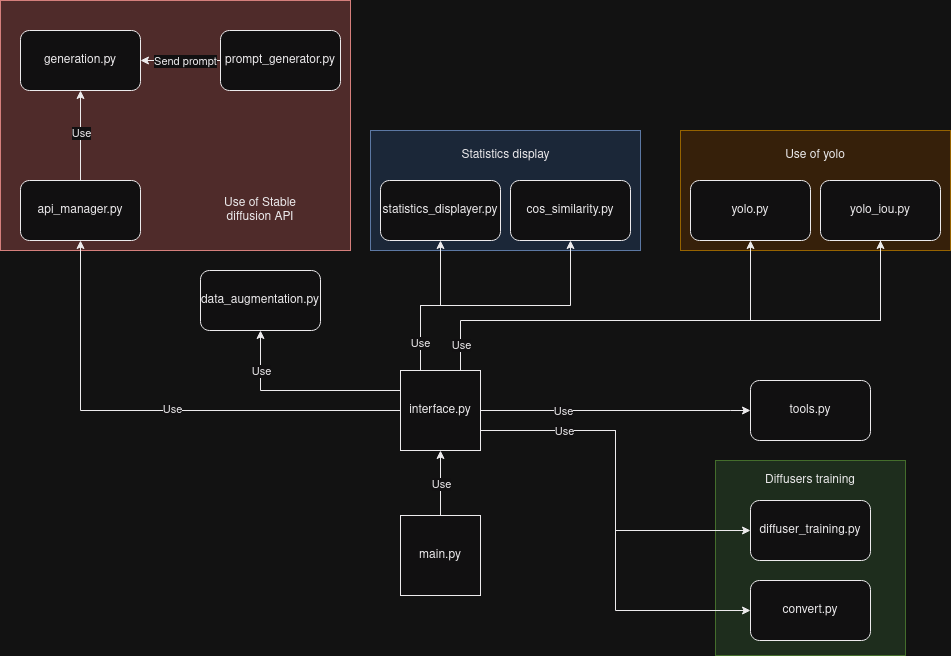 generation.py
Send prompt
prompt_generator.py
Use
api_manager.py
Use of Stable
diffusion API
Statistics display
statistics_displayer.py
cos_similarity.py
Use of yolo
yolo.py
yolo_iou.py
data_augmentation.py
Use
Use
Use
Use
interface.py
Use
Use
tools.py
Use
main.py
Diffusers training
diffuser_training.py
convert.py